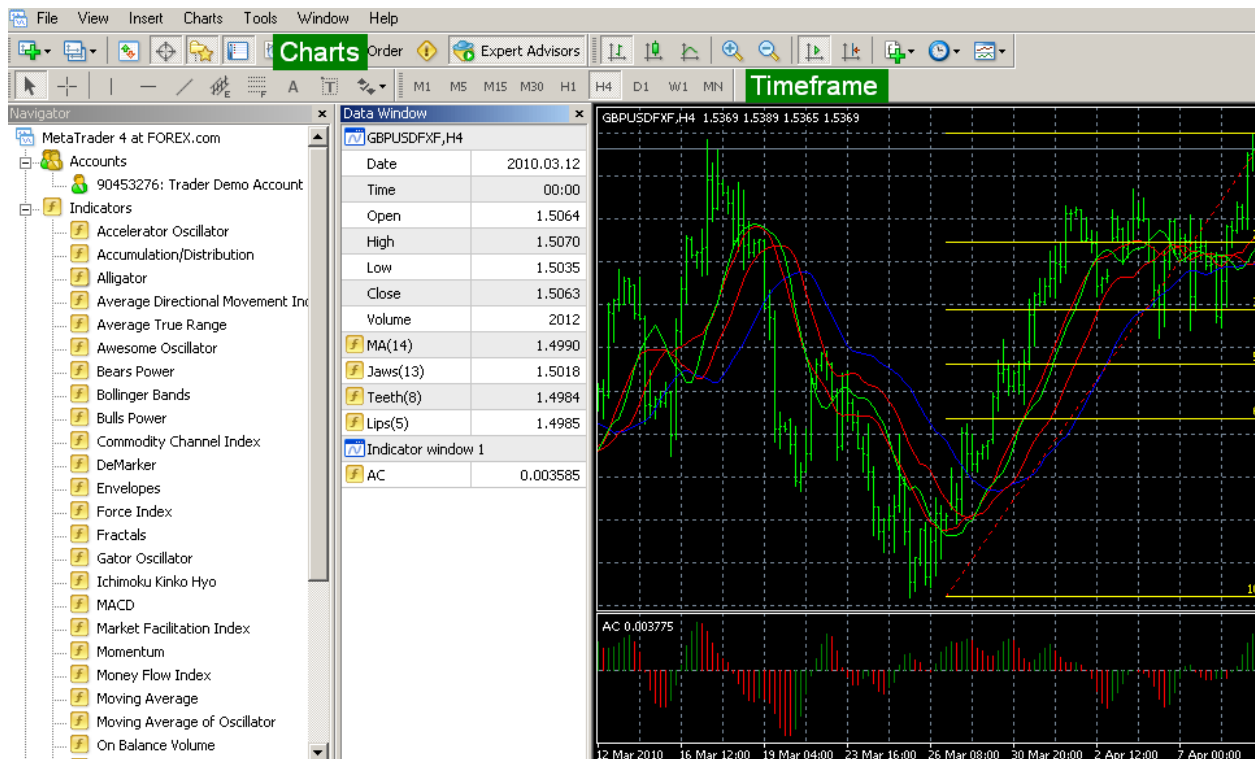 File View Insert Charts Tools Window Help
Charts Order Expert Advisors
E F A T M1 M5 M15 M30 H1 H4 D1 W1 MN Timeframe
Navigator
MetaTrader 4 at FOREX.com
Accounts
90453276: Trader Demo Account
Indicators
Accelerator Oscillator
Accumulation/Distribution
Alligator
Average Directional Movement
Average True Range
Awesome Oscillator
Bears Power
Bollinger Bands
Bulls Power
Commodity Channel Index
DeMarker
Envelopes
Force Index
Fractals
Gator Oscillator
Ichimoku Kinko Hyo
MACD
Market Facilitation Index
Momentum
Money Flow Index
Moving Average
Moving Average of Oscillator
On Balance Volume
Data Window
GBPUSDFXF,H4
Date 2010.03.12
Time 00:00
Open 1.5064
High 1.5070
Low 1.5035
Close 1.5063
Volume 2012
MA(14) 1.4990
Jaws(13) 1.5018
Teeth(8) 1.4984
Lips(5) 1.4985
Indicator window 1
AC 0.003585
GBPUSDFXF,H4 1.5369 1.5389 1.5365 1.5369
AC 0.003775
12 Mar 2010 16 Mar 12:00 19 Mar 04:00 23 Mar 16:00 26 Mar 08:00 30 Mar 20:00 2 Apr 12:00 7 Apr 00:00